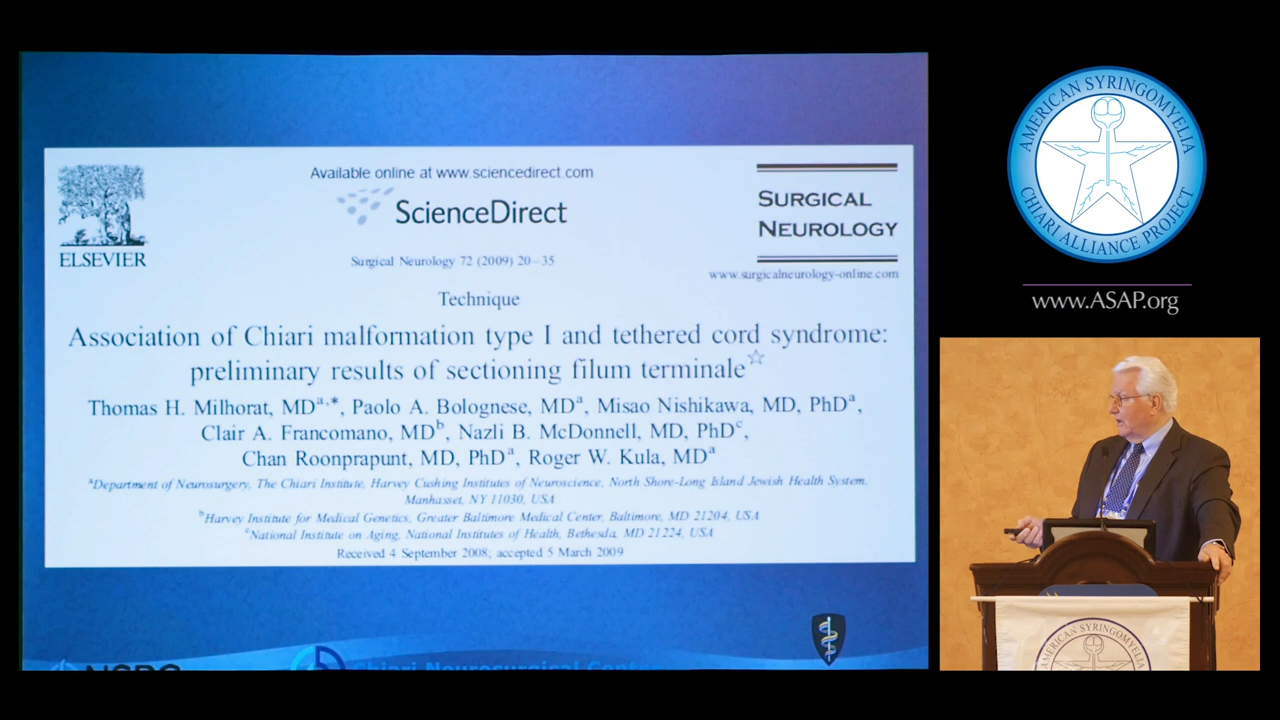 Available online at www.sciencedirect.com
ScienceDirect
ELSEVIER
SURGICAL
NEUROLOGY
Surgical Neurology 72 (2009) 20–35
www.surgicalneurology-online.com
Technique
Association of Chiari malformation type I and tethered cord syndrome:
preliminary results of sectioning filum terminale☆
Thomas H. Milhorat, MDa,*, Paolo A. Bolognese, MDa, Misao Nishikawa, MD, PhDa,
Clair A. Francomano, MDb, Nazli B. McDonnell, MD, PhDc,
Chan Roonprapunt, MD, PhDa, Roger W. Kula, MDa
aDepartment of Neurosurgery, The Chiari Institute, Harvey Cushing Institutes of Neuroscience, North Shore-Long Island Jewish Health System,
Manhasset, NY 11030, USA
bHarvey Institute for Medical Genetics, Greater Baltimore Medical Center, Baltimore, MD 21204, USA
cNational Institute on Aging, National Institutes of Health, Bethesda, MD 21224, USA
Received 4 September 2008; accepted 5 March 2009
Chiari Neurosurgical Cent
AMERICAN SYRINGOMYELIA
CHIARI ALLIANCE PROJECT
www.ASAP.org
AMERICAN SYRINGOMYELIA